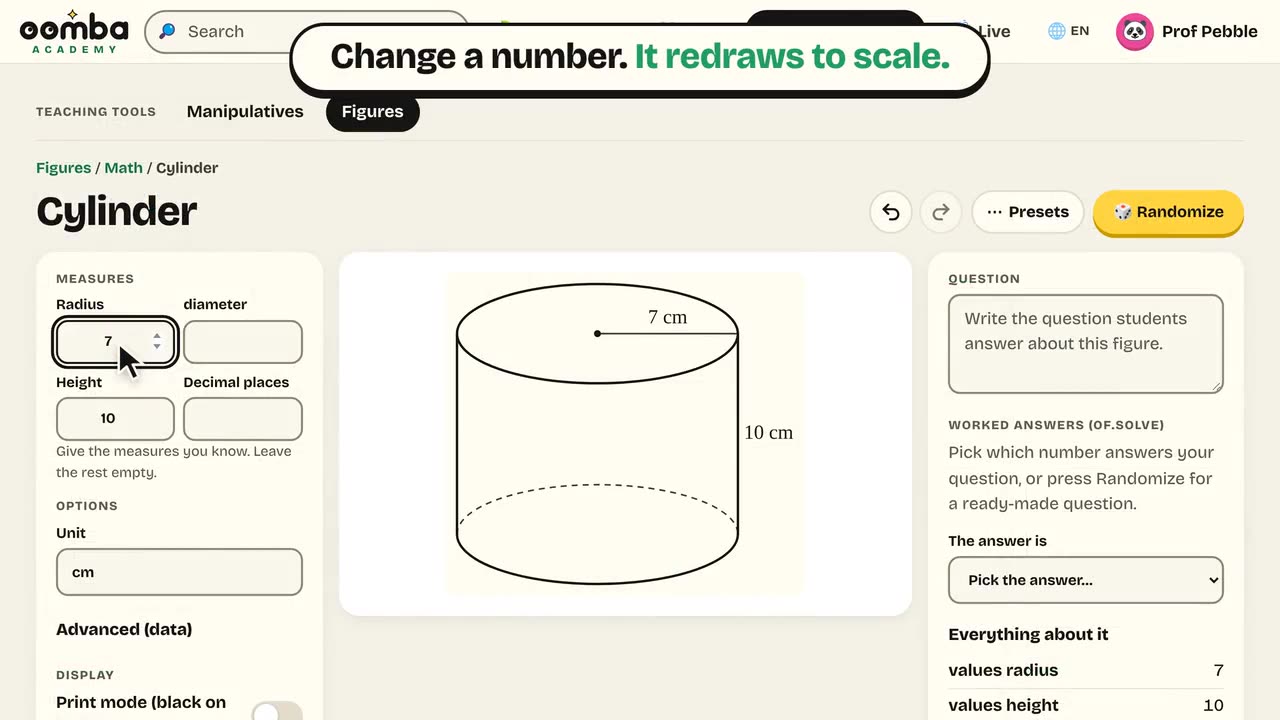 oomba
ACADEMY
Search
Live
EN
Prof Pebble
Change a number. It redraws to scale.
TEACHING TOOLS
Manipulatives
Figures
Figures / Math / Cylinder
Cylinder
··· Presets
Randomize
MEASURES
Radius
diameter
7
Height
Decimal places
10
Give the measures you know. Leave
the rest empty.
OPTIONS
Unit
cm
Advanced (data)
DISPLAY
Print mode (black on
7 cm
10 cm
QUESTION
Write the question students
answer about this figure.
WORKED ANSWERS (OF.SOLVE)
Pick which number answers your
question, or press Randomize for
a ready-made question.
The answer is
Pick the answer...
Everything about it
values radius 7
values height 10